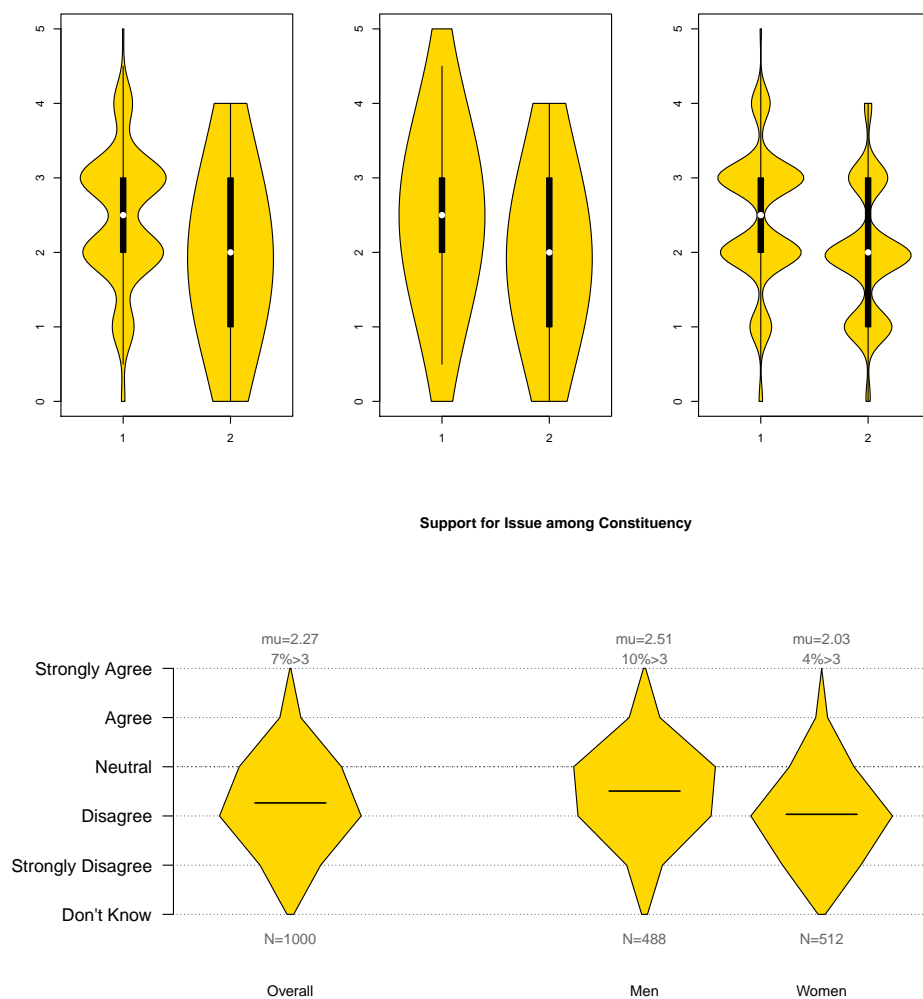 5
4
3
2
1
0
1 2
5
4
3
2
1
0
1 2
5
4
3
2
1
0
1 2
Support for Issue among Constituency
mu=2.27 mu=2.51 mu=2.03
7%>3 10%>3 4%>3
Strongly Agree
Agree
Neutral
Disagree
Strongly Disagree
Don't Know
N=1000 N=488 N=512
Overall Men Women